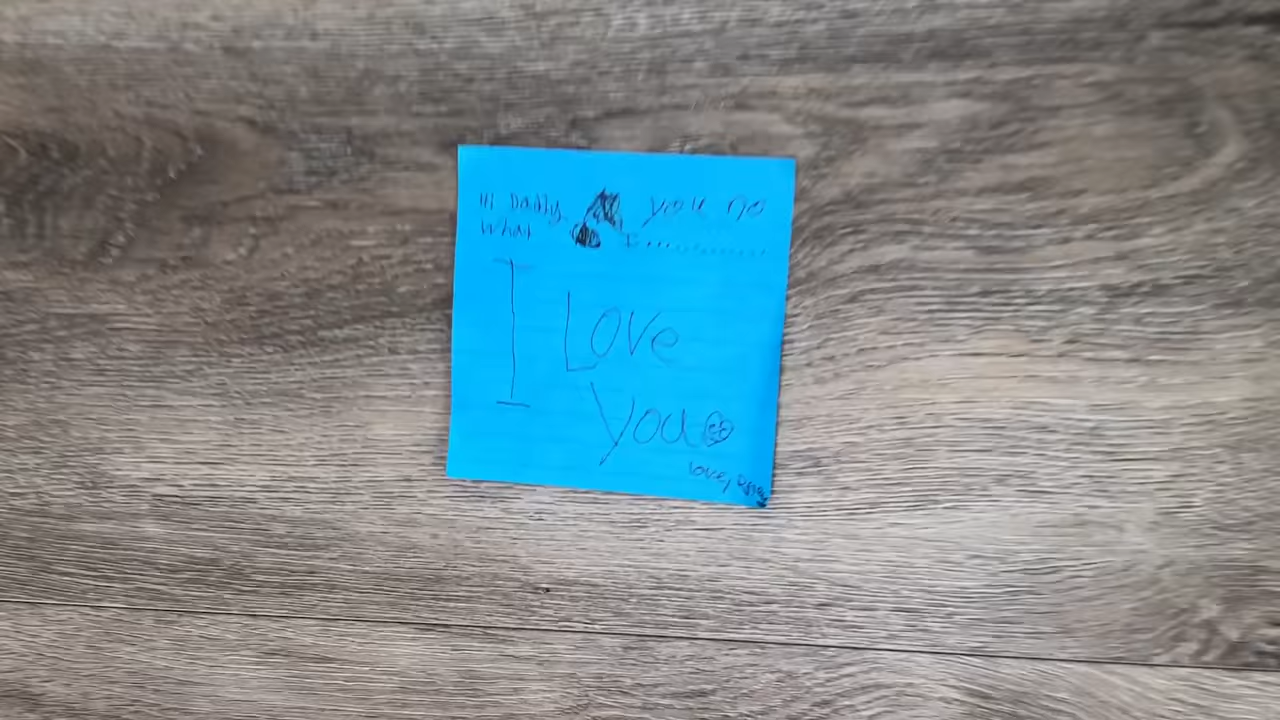 Hi Daddy you no
what I...............
I Love
you
love,